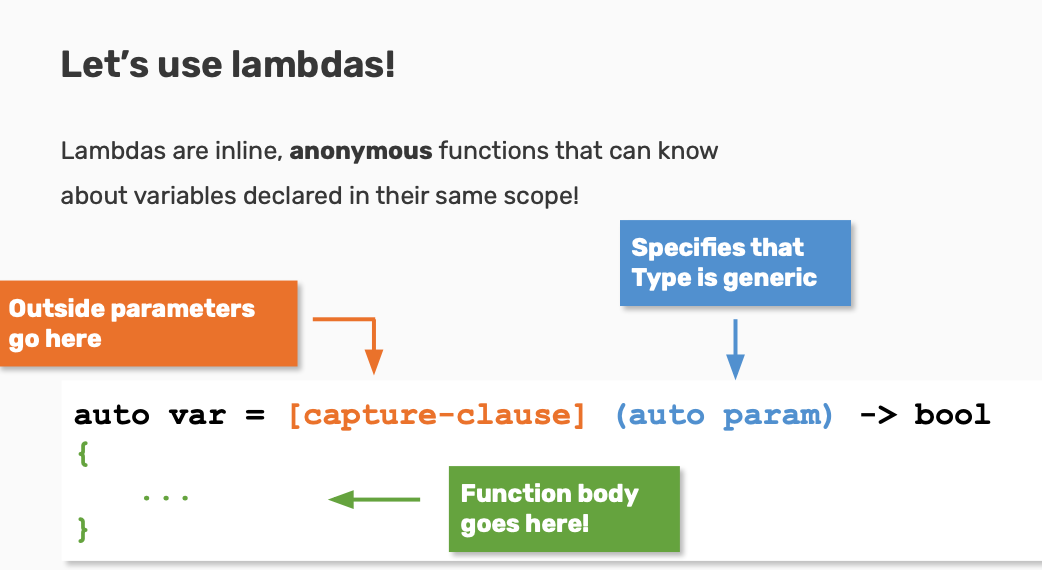 Let’s use lambdas!
Lambdas are inline, anonymous functions that can know
about variables declared in their same scope!
Specifies that
Type is generic
Outside parameters
go here
auto var = [capture-clause] (auto param) -> bool
{
...
Function body
goes here!
}